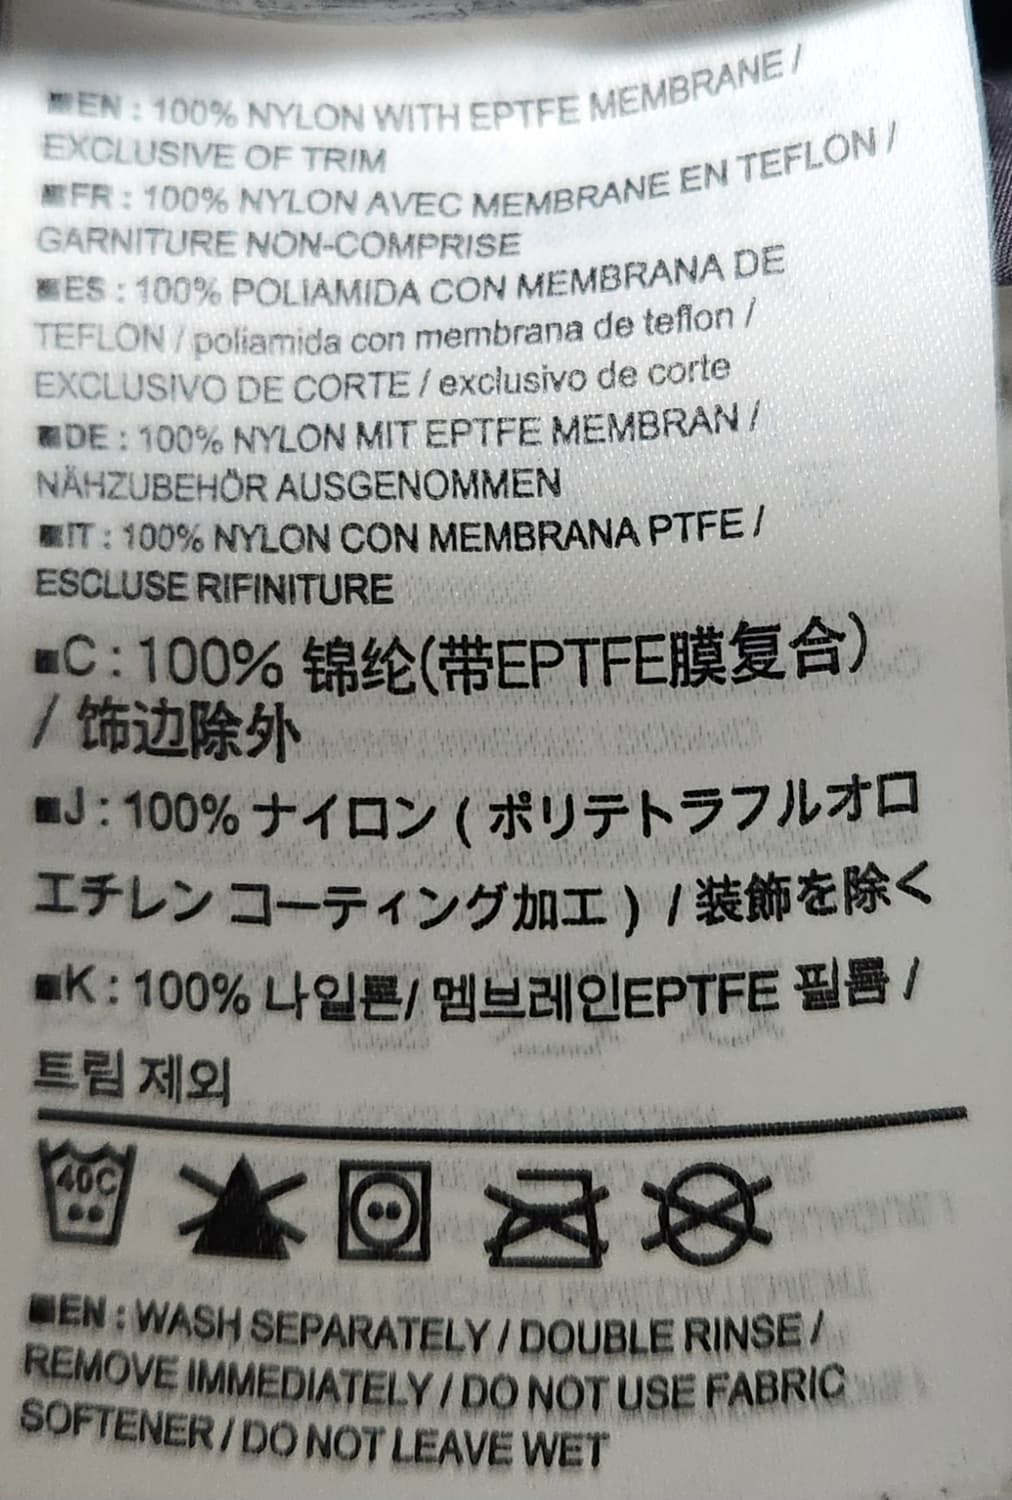 ■EN : 100% NYLON WITH EPTFE MEMBRANE /
EXCLUSIVE OF TRIM
■FR : 100% NYLON AVEC MEMBRANE EN TEFLON /
GARNITURE NON-COMPRISE
■ES : 100% POLIAMIDA CON MEMBRANA DE
TEFLON / poliamida con membrana de teflon /
EXCLUSIVO DE CORTE / exclusivo de corte
■DE : 100% NYLON MIT EPTFE MEMBRAN /
NÄHZUBEHÖR AUSGENOMMEN
■IT : 100% NYLON CON MEMBRANA PTFE /
ESCLUSE RIFINITURE
■C : 100% 锦纶(带EPTFE膜复合)
/ 饰边除外
■J : 100% ナイロン ( ポリテトラフルオロ
エチレン コーティング加工 ) / 装飾を除く
■K : 100% 나일론/ 멤브레인EPTFE 필름 /
트림 제외
40C
■EN : WASH SEPARATELY / DOUBLE RINSE /
REMOVE IMMEDIATELY / DO NOT USE FABRIC
SOFTENER / DO NOT LEAVE WET